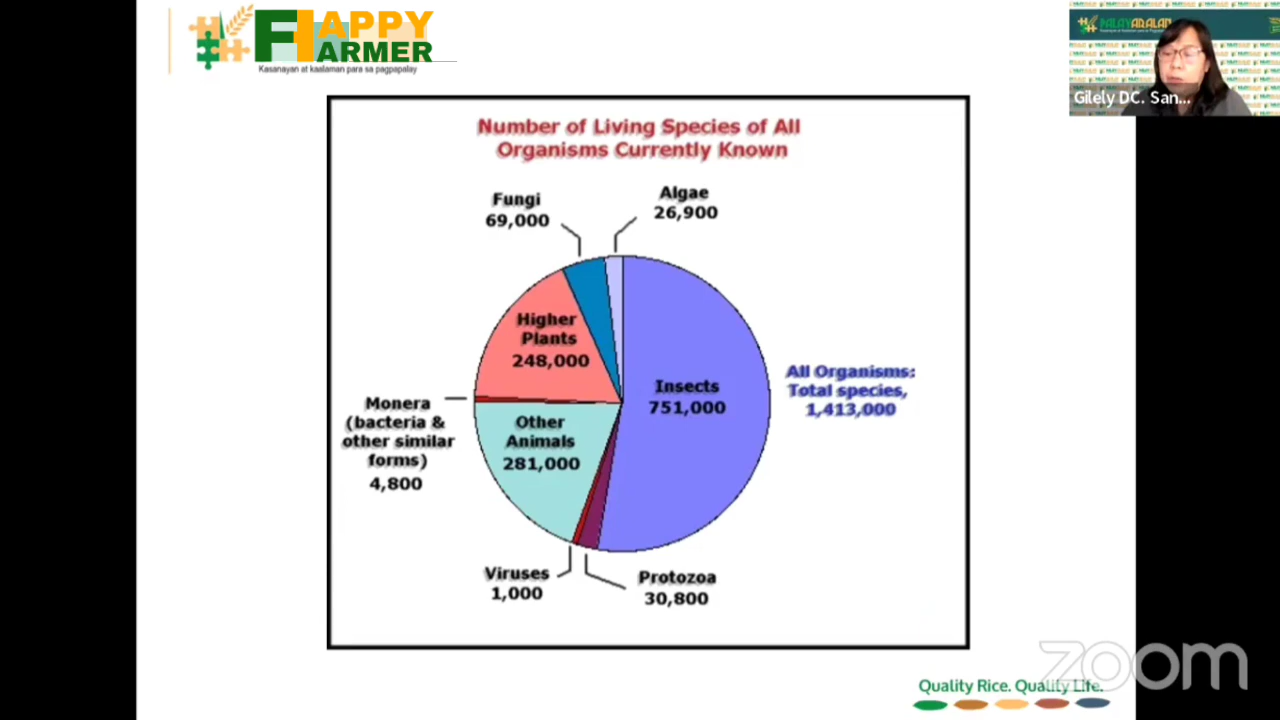 HAPPY
FARMER
Kasanayan at kaalaman para sa pagpapalay
PALAYARALAN
Gilely DC. San...
Number of Living Species of All
Organisms Currently Known
Fungi
69,000
Algae
26,900
Higher
Plants
248,000
Insects
751,000
All Organisms:
Total species,
1,413,000
Monera
(bacteria &
other similar
forms)
4,800
Other
Animals
281,000
Viruses
1,000
Protozoa
30,800
zoom
Quality Rice. Quality Life.